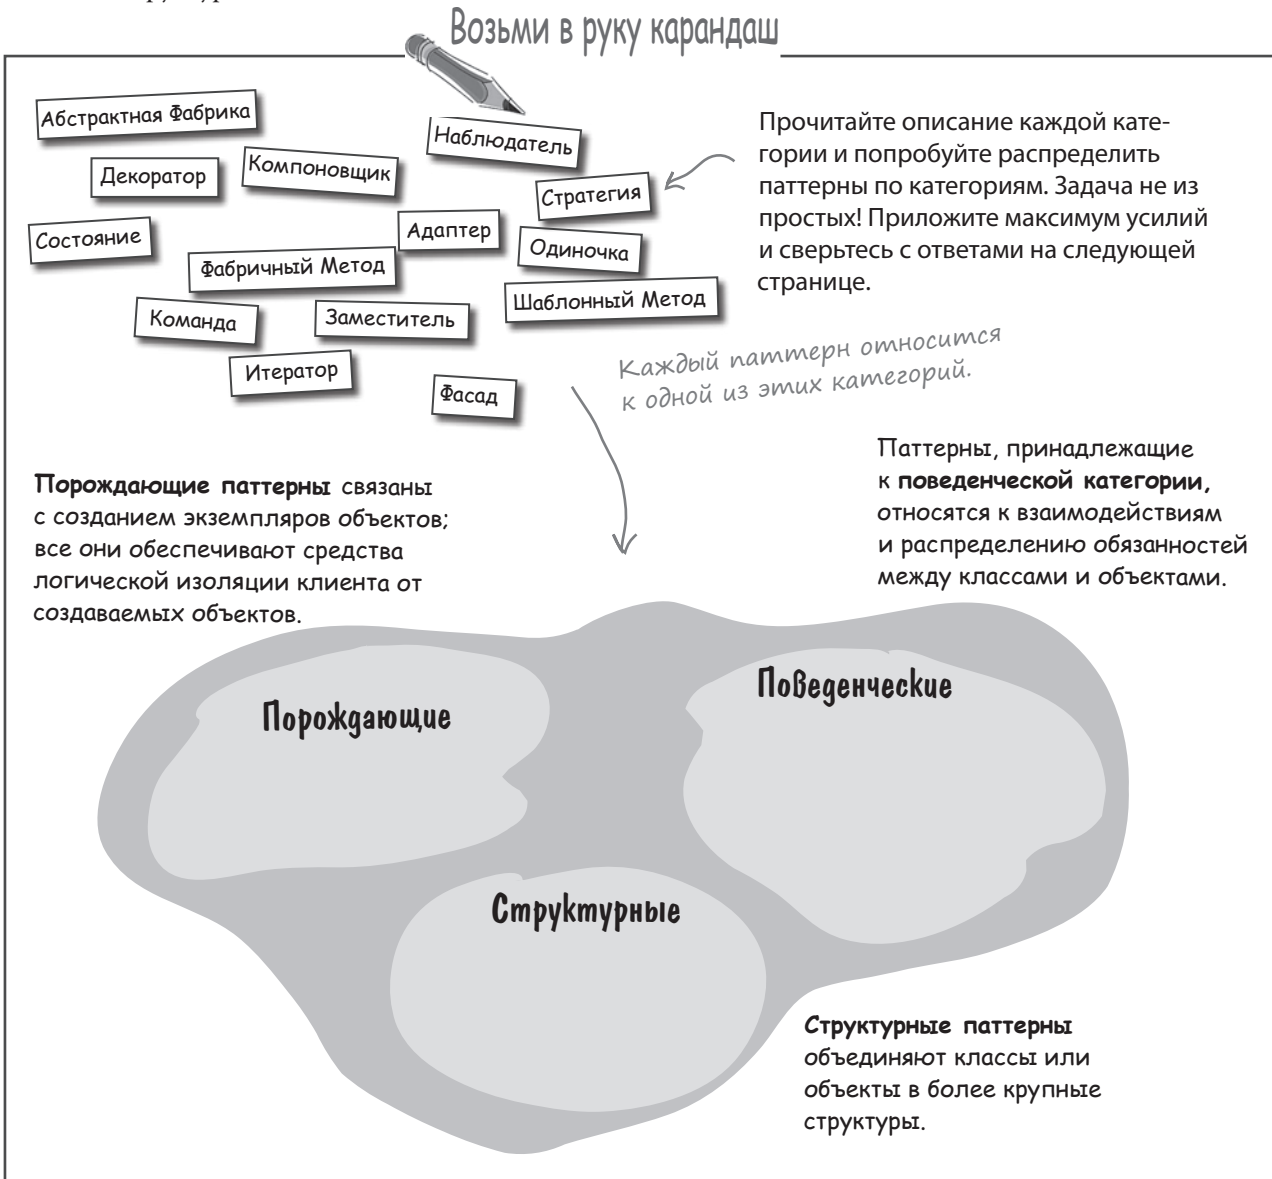 Возьми в руку карандаш
Абстрактная Фабрика
Наблюдатель
Декоратор
Компоновщик
Стратегия
Состояние
Адаптер
Одиночка
Фабричный Метод
Шаблонный Метод
Команда
Заместитель
Итератор
Фасад
Прочитайте описание каждой кате-
гории и попробуйте распределить
паттерны по категориям. Задача не из
простых! Приложите максимум усилий
и сверьтесь с ответами на следующей
странице.
Каждый паттерн относится
к одной из этих категорий.
Порождающие паттерны связаны
с созданием экземпляров объектов;
все они обеспечивают средства
логической изоляции клиента от
создаваемых объектов.
Паттерны, принадлежащие
к поведенческой категории,
относятся к взаимодействиям
и распределению обязанностей
между классами и объектами.
Порождающие
Поведенческие
Структурные
Структурные паттерны
объединяют классы или
объекты в более крупные
структуры.